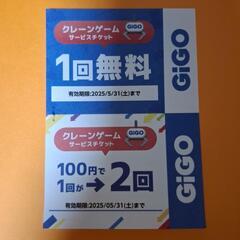 クレーンゲーム
サービスチケット
GiGO
1回無料
有効期限:2025/5/31(土)まで
GiGO
クレーンゲーム
サービスチケット
GiGO
100円で
1回が→2回
有効期限:2025/05/31(土)まで
GiGO